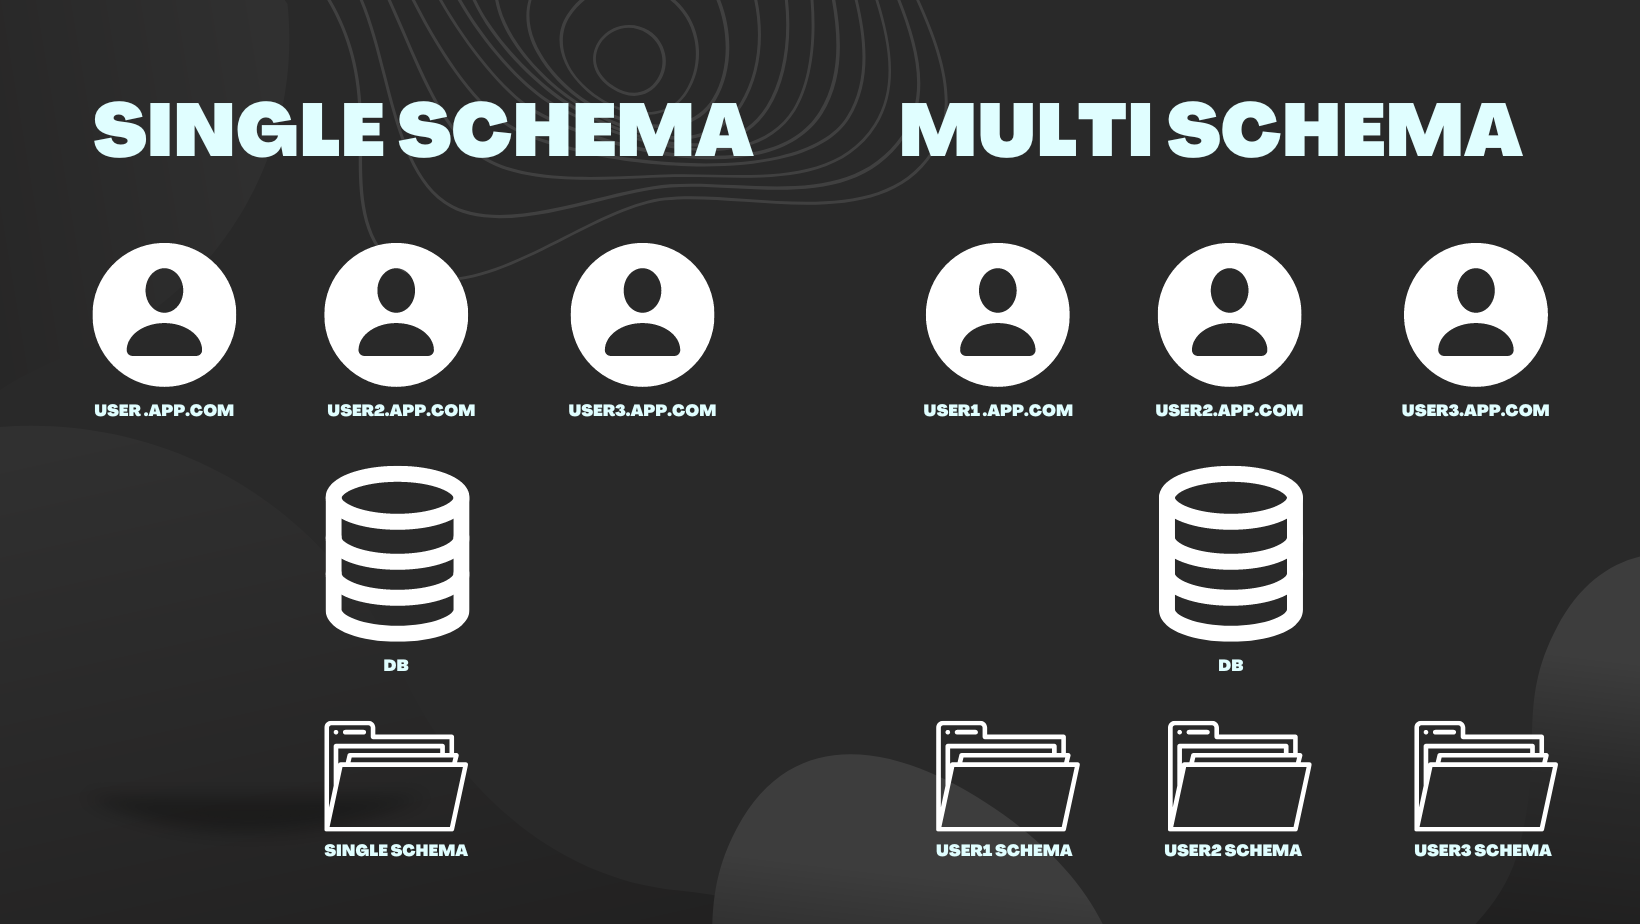 SINGLE SCHEMA
USER .APP.COM
USER2.APP.COM
USER3.APP.COM
DB
SINGLE SCHEMA
MULTI SCHEMA
USER1 .APP.COM
USER2.APP.COM
USER3.APP.COM
DB
USER1 SCHEMA
USER2 SCHEMA
USER3 SCHEMA